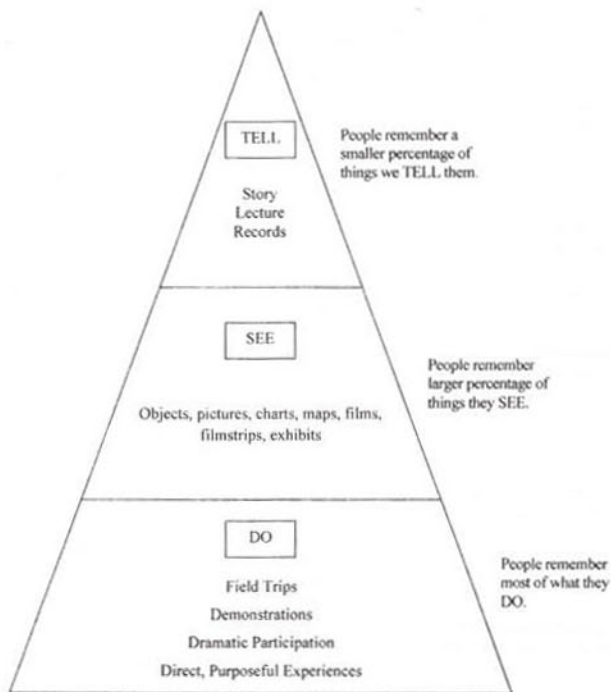 TELL
People remember a
smaller percentage of
things we TELL them.
Story
Lecture
Records
SEE
People remember
larger percentage of
things they SEE.
Objects, pictures, charts, maps, films,
filmstrips, exhibits
DO
People remember
most of what they
DO.
Field Trips
Demonstrations
Dramatic Participation
Direct, Purposeful Experiences